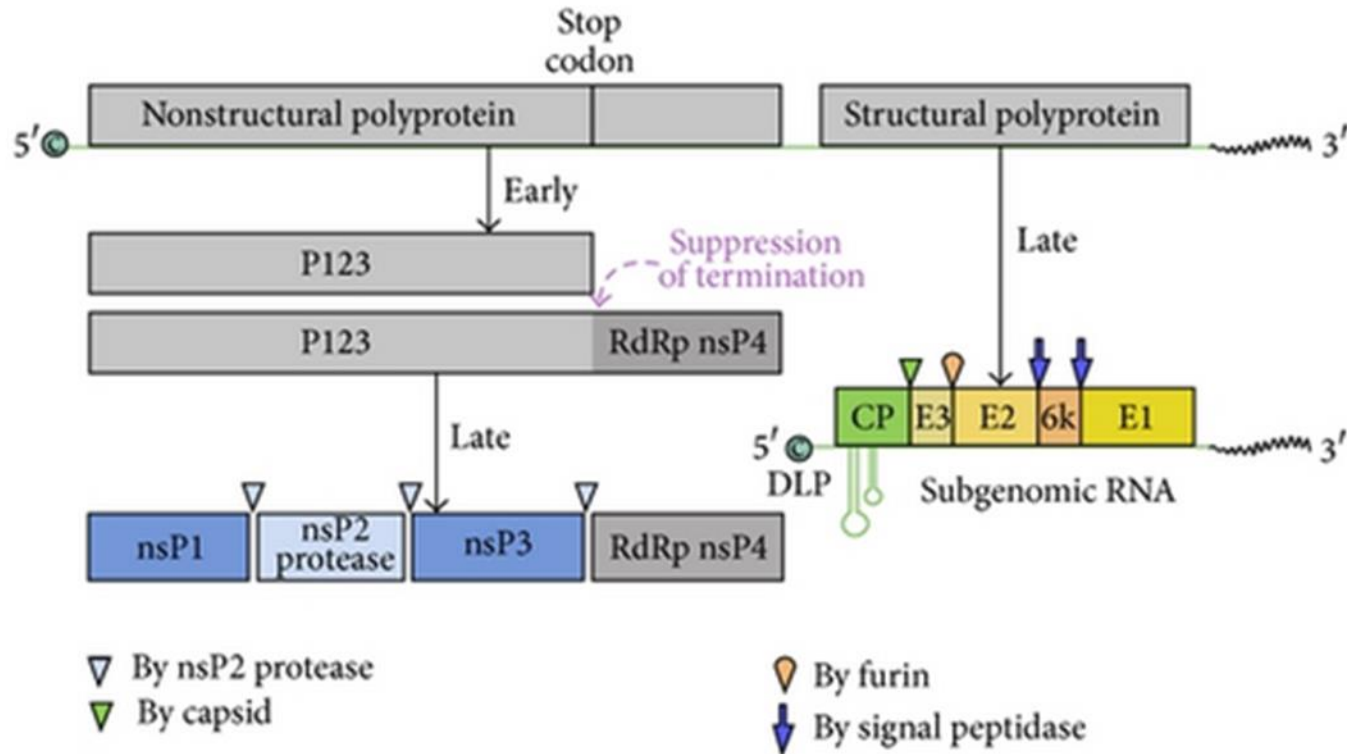 Stop
codon
Nonstructural polyprotein
Structural polyprotein
5′ C
3′
Early
P123
Suppression
of termination
Late
P123
RdRp nsP4
CP
E3
E2
6k
E1
Late
5′ C
3′
DLP
Subgenomic RNA
nsP1
nsP2
protease
nsP3
RdRp nsP4
By nsP2 protease
By capsid
By furin
By signal peptidase